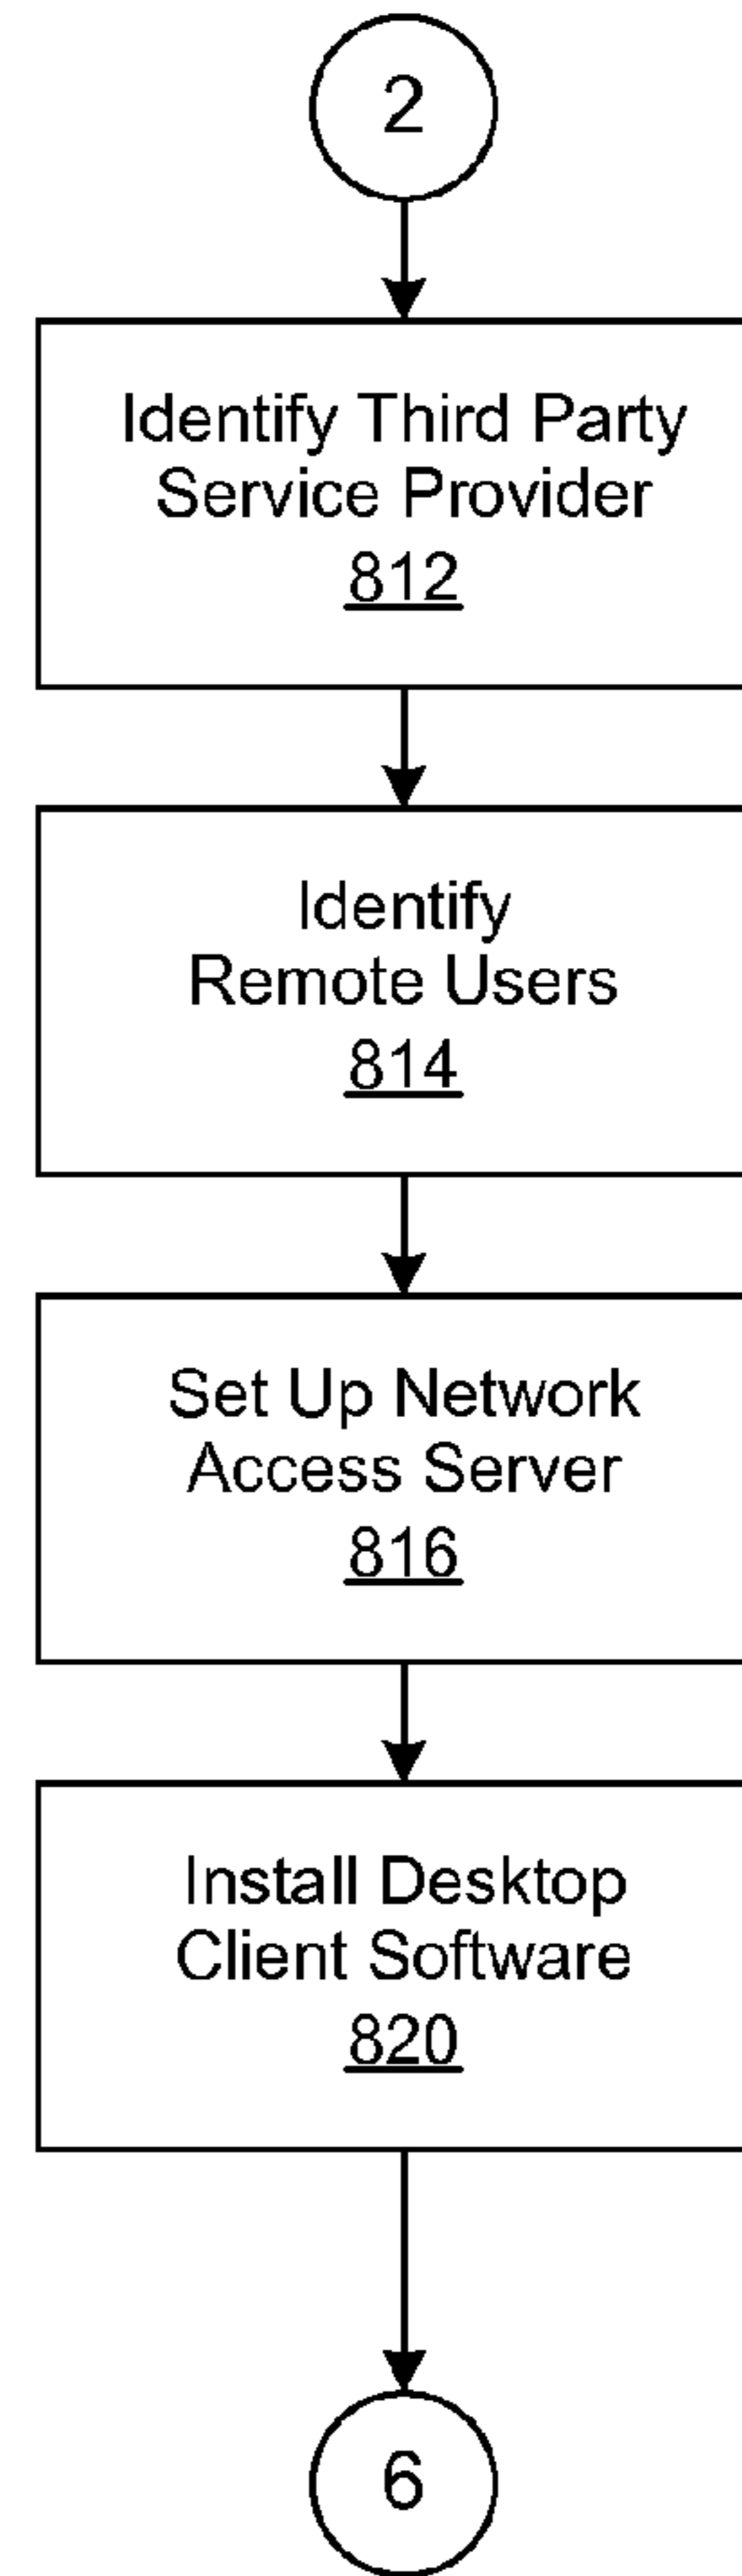 2
Identify Third Party
Service Provider
812
Identify
Remote Users
814
Set Up Network
Access Server
816
Install Desktop
Client Software
820
6